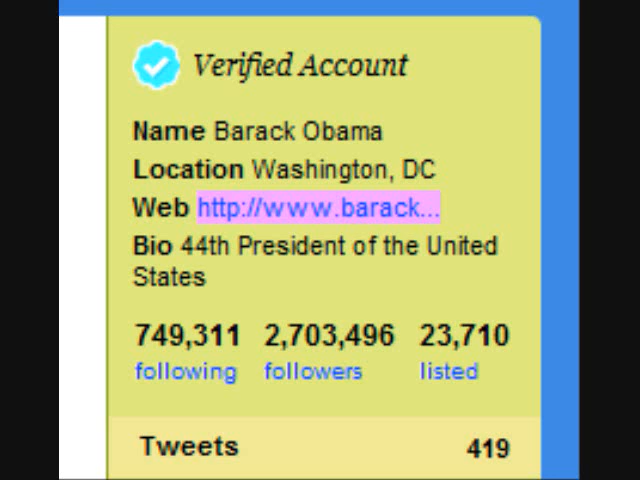 Verified Account
Name Barack Obama
Location Washington, DC
Web http://www.barack...
Bio 44th President of the United
States
749,311 2,703,496 23,710
following followers listed
Tweets 419